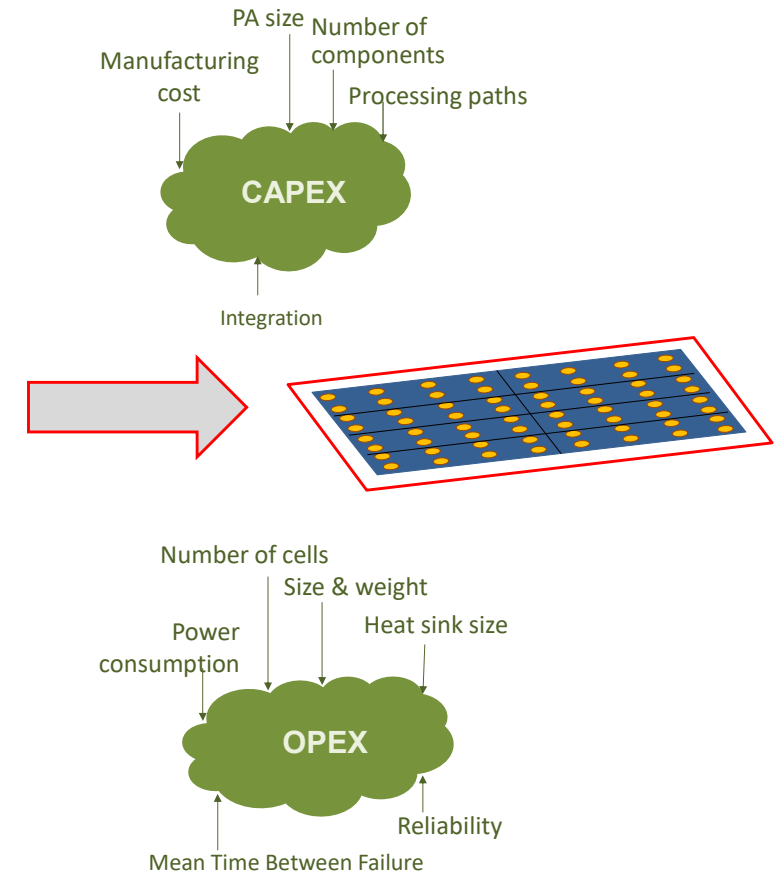 PA size
Number of
components
Manufacturing
cost
Processing paths
CAPEX
Integration
Number of cells
Size & weight
Heat sink size
Power
consumption
OPEX
Reliability
Mean Time Between Failure